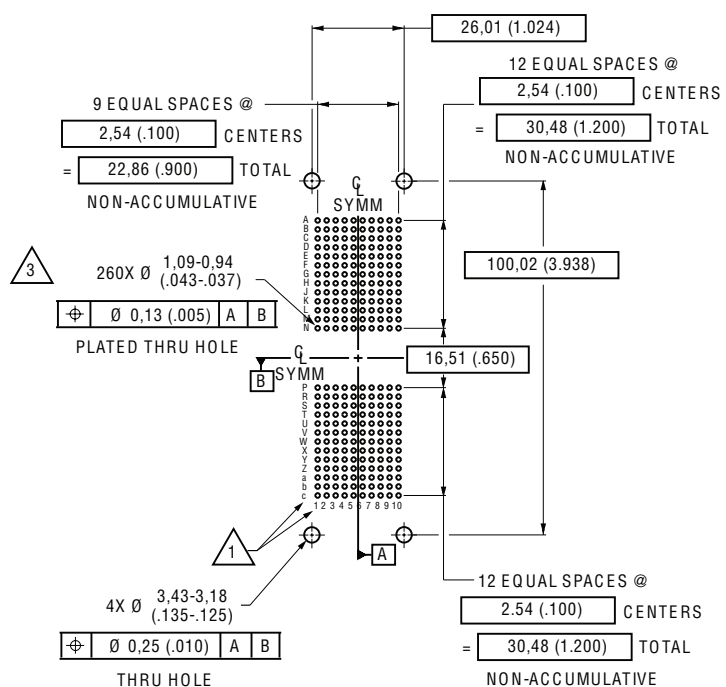 26,01 (1.024)
12 EQUAL SPACES @
2,54 (.100) CENTERS
= 30,48 (1.200) TOTAL
NON-ACCUMULATIVE
9 EQUAL SPACES @
2,54 (.100) CENTERS
= 22,86 (.900) TOTAL
NON-ACCUMULATIVE
CL
SYMM
A
B
C
D
E
F
G
H
J
K
L
M
N
3
260X Ø 1,09-0,94
(.043-.037)
⌖ Ø 0,13 (.005) A B
PLATED THRU HOLE
100,02 (3.938)
CL
SYMM
B
16,51 (.650)
P
R
S
T
U
V
W
X
Y
Z
a
b
c
1 2 3 4 5 6 7 8 9 10
1
A
4X Ø 3,43-3,18
(.135-.125)
⌖ Ø 0,25 (.010) A B
THRU HOLE
12 EQUAL SPACES @
2.54 (.100) CENTERS
= 30,48 (1.200) TOTAL
NON-ACCUMULATIVE